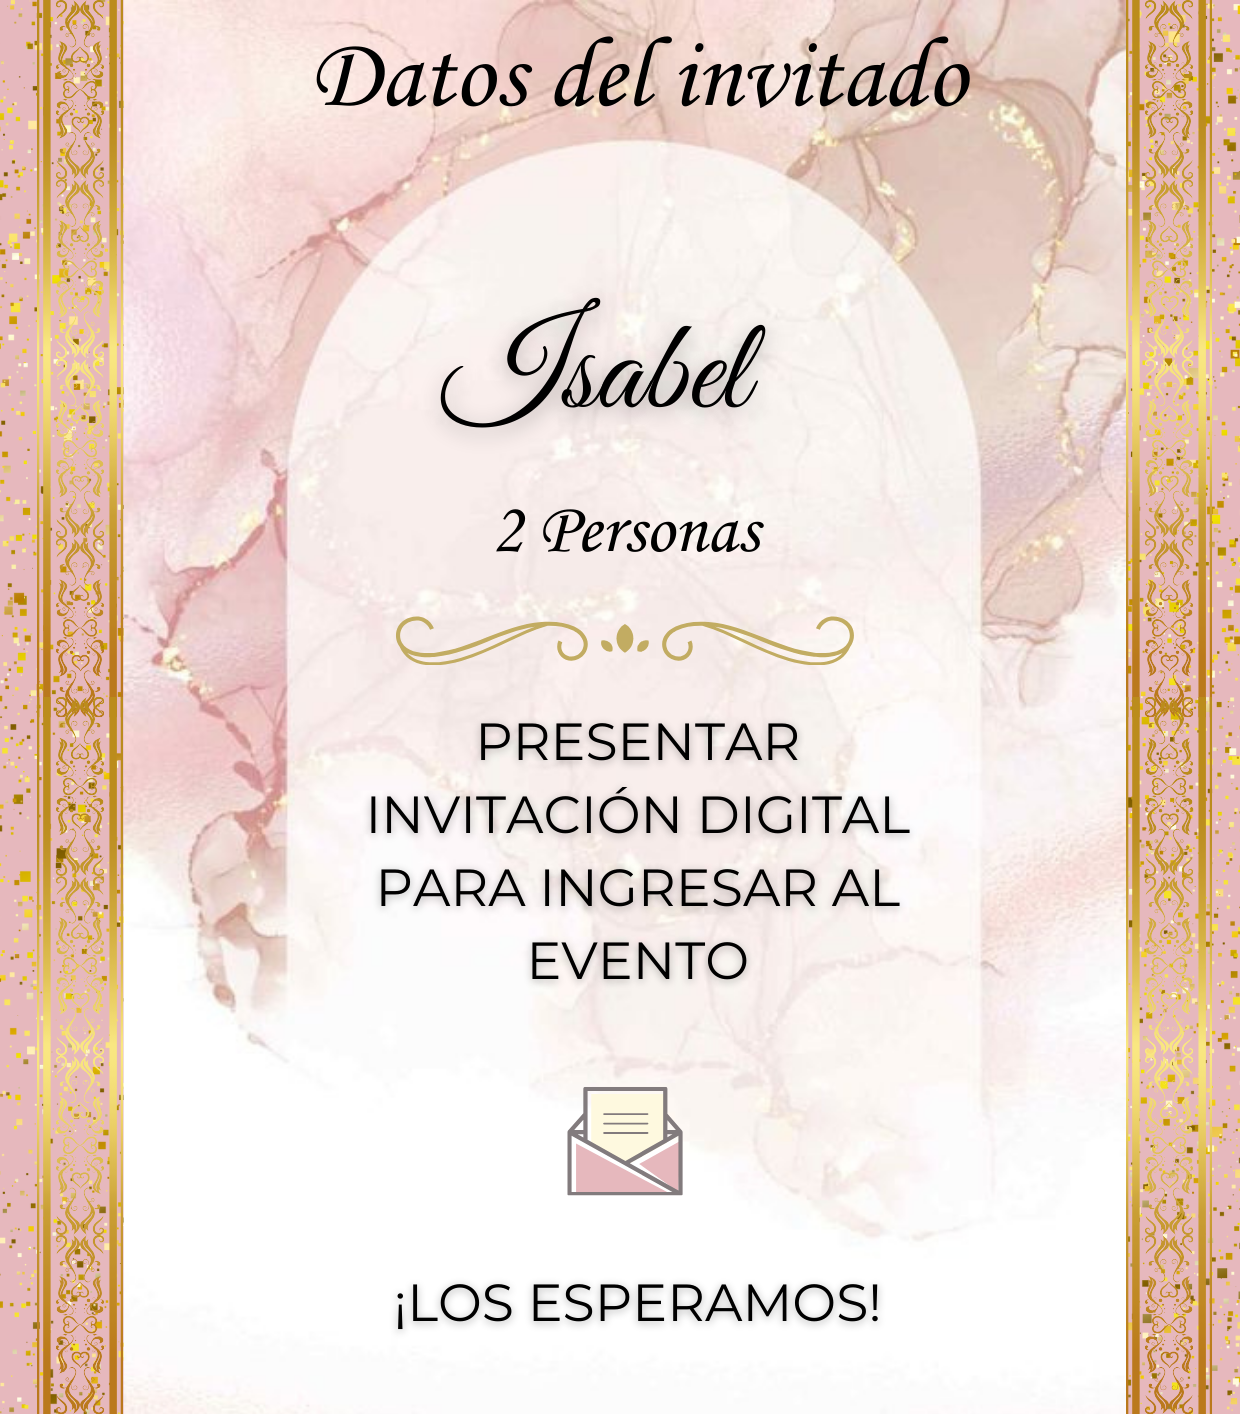 Datos del invitado
Isabel
2 Personas
PRESENTAR
INVITACIÓN DIGITAL
PARA INGRESAR AL
EVENTO
¡LOS ESPERAMOS!